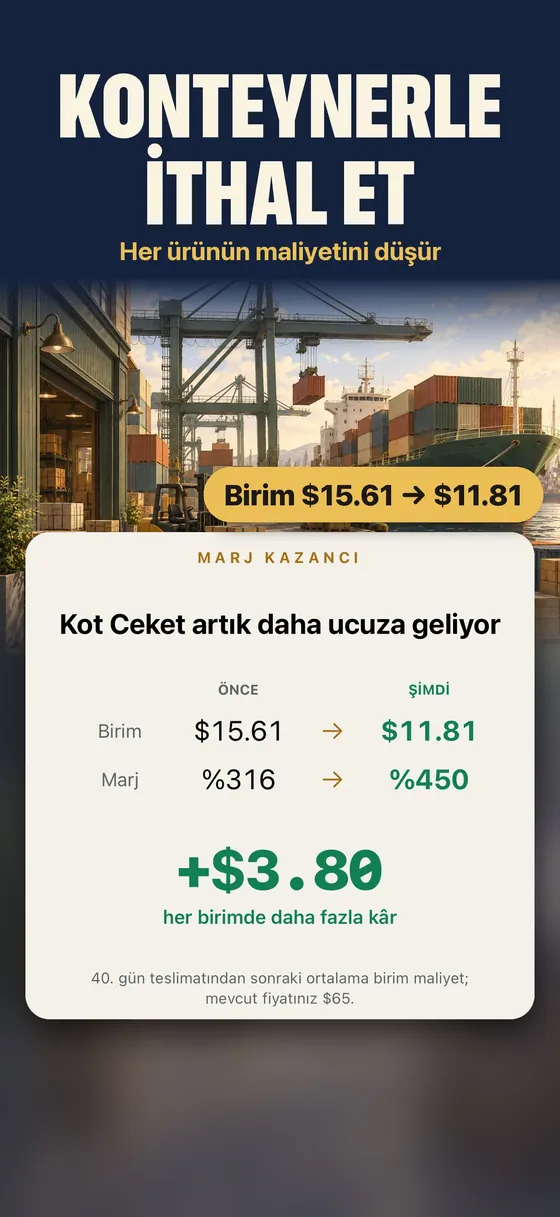 KONTEYNERLE
İTHAL ET
Her ürünün maliyetini düşür
Birim $15.61 → $11.81
MARJ KAZANCI
Kot Ceket artık daha ucuza geliyor
ÖNCE ŞİMDİ
Birim $15.61 → $11.81
Marj %316 → %450
+$3.80
her birimde daha fazla kâr
40. gün teslimatından sonraki ortalama birim maliyet;
mevcut fiyatınız $65.